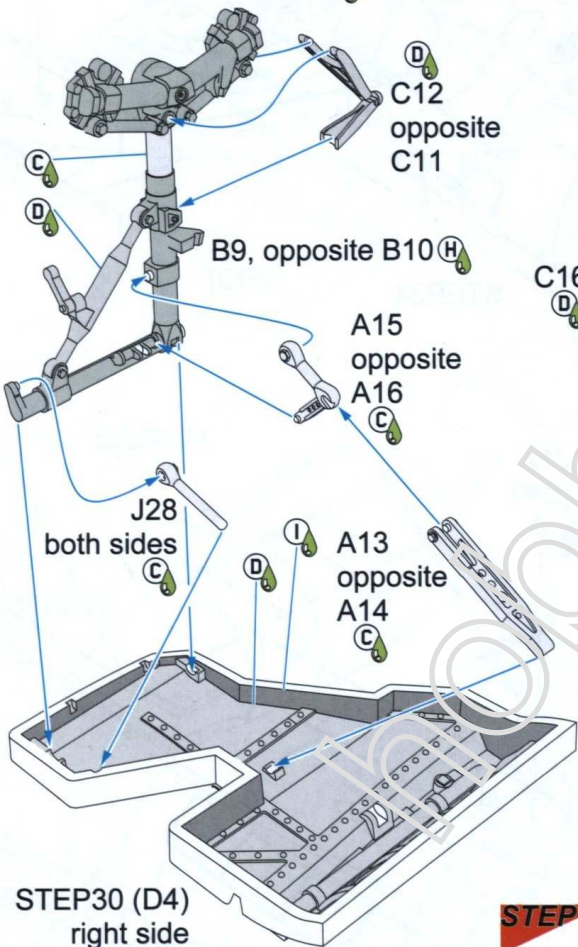 D
C12
opposite
C11
C
D
B9, opposite B10 H
C16
D
A15
opposite
A16
C
J28
both sides
C
D
I
A13
opposite
A14
C
STEP30 (D4)
right side
STEP